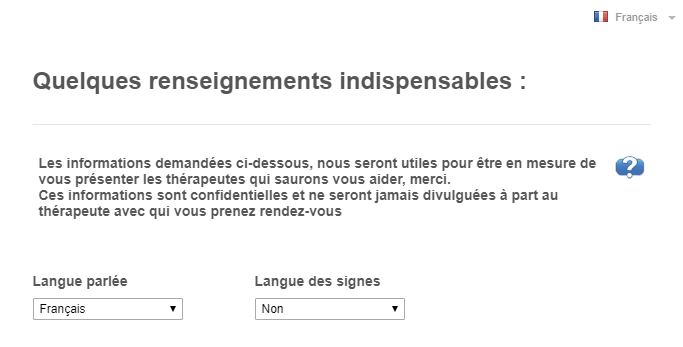 Français
Quelques renseignements indispensables :
Les informations demandées ci-dessous, nous seront utiles pour être en mesure de
vous présenter les thérapeutes qui saurons vous aider, merci.
Ces informations sont confidentielles et ne seront jamais divulguées à part au
thérapeute avec qui vous prenez rendez-vous
Langue parlée
Langue des signes
Français
Non